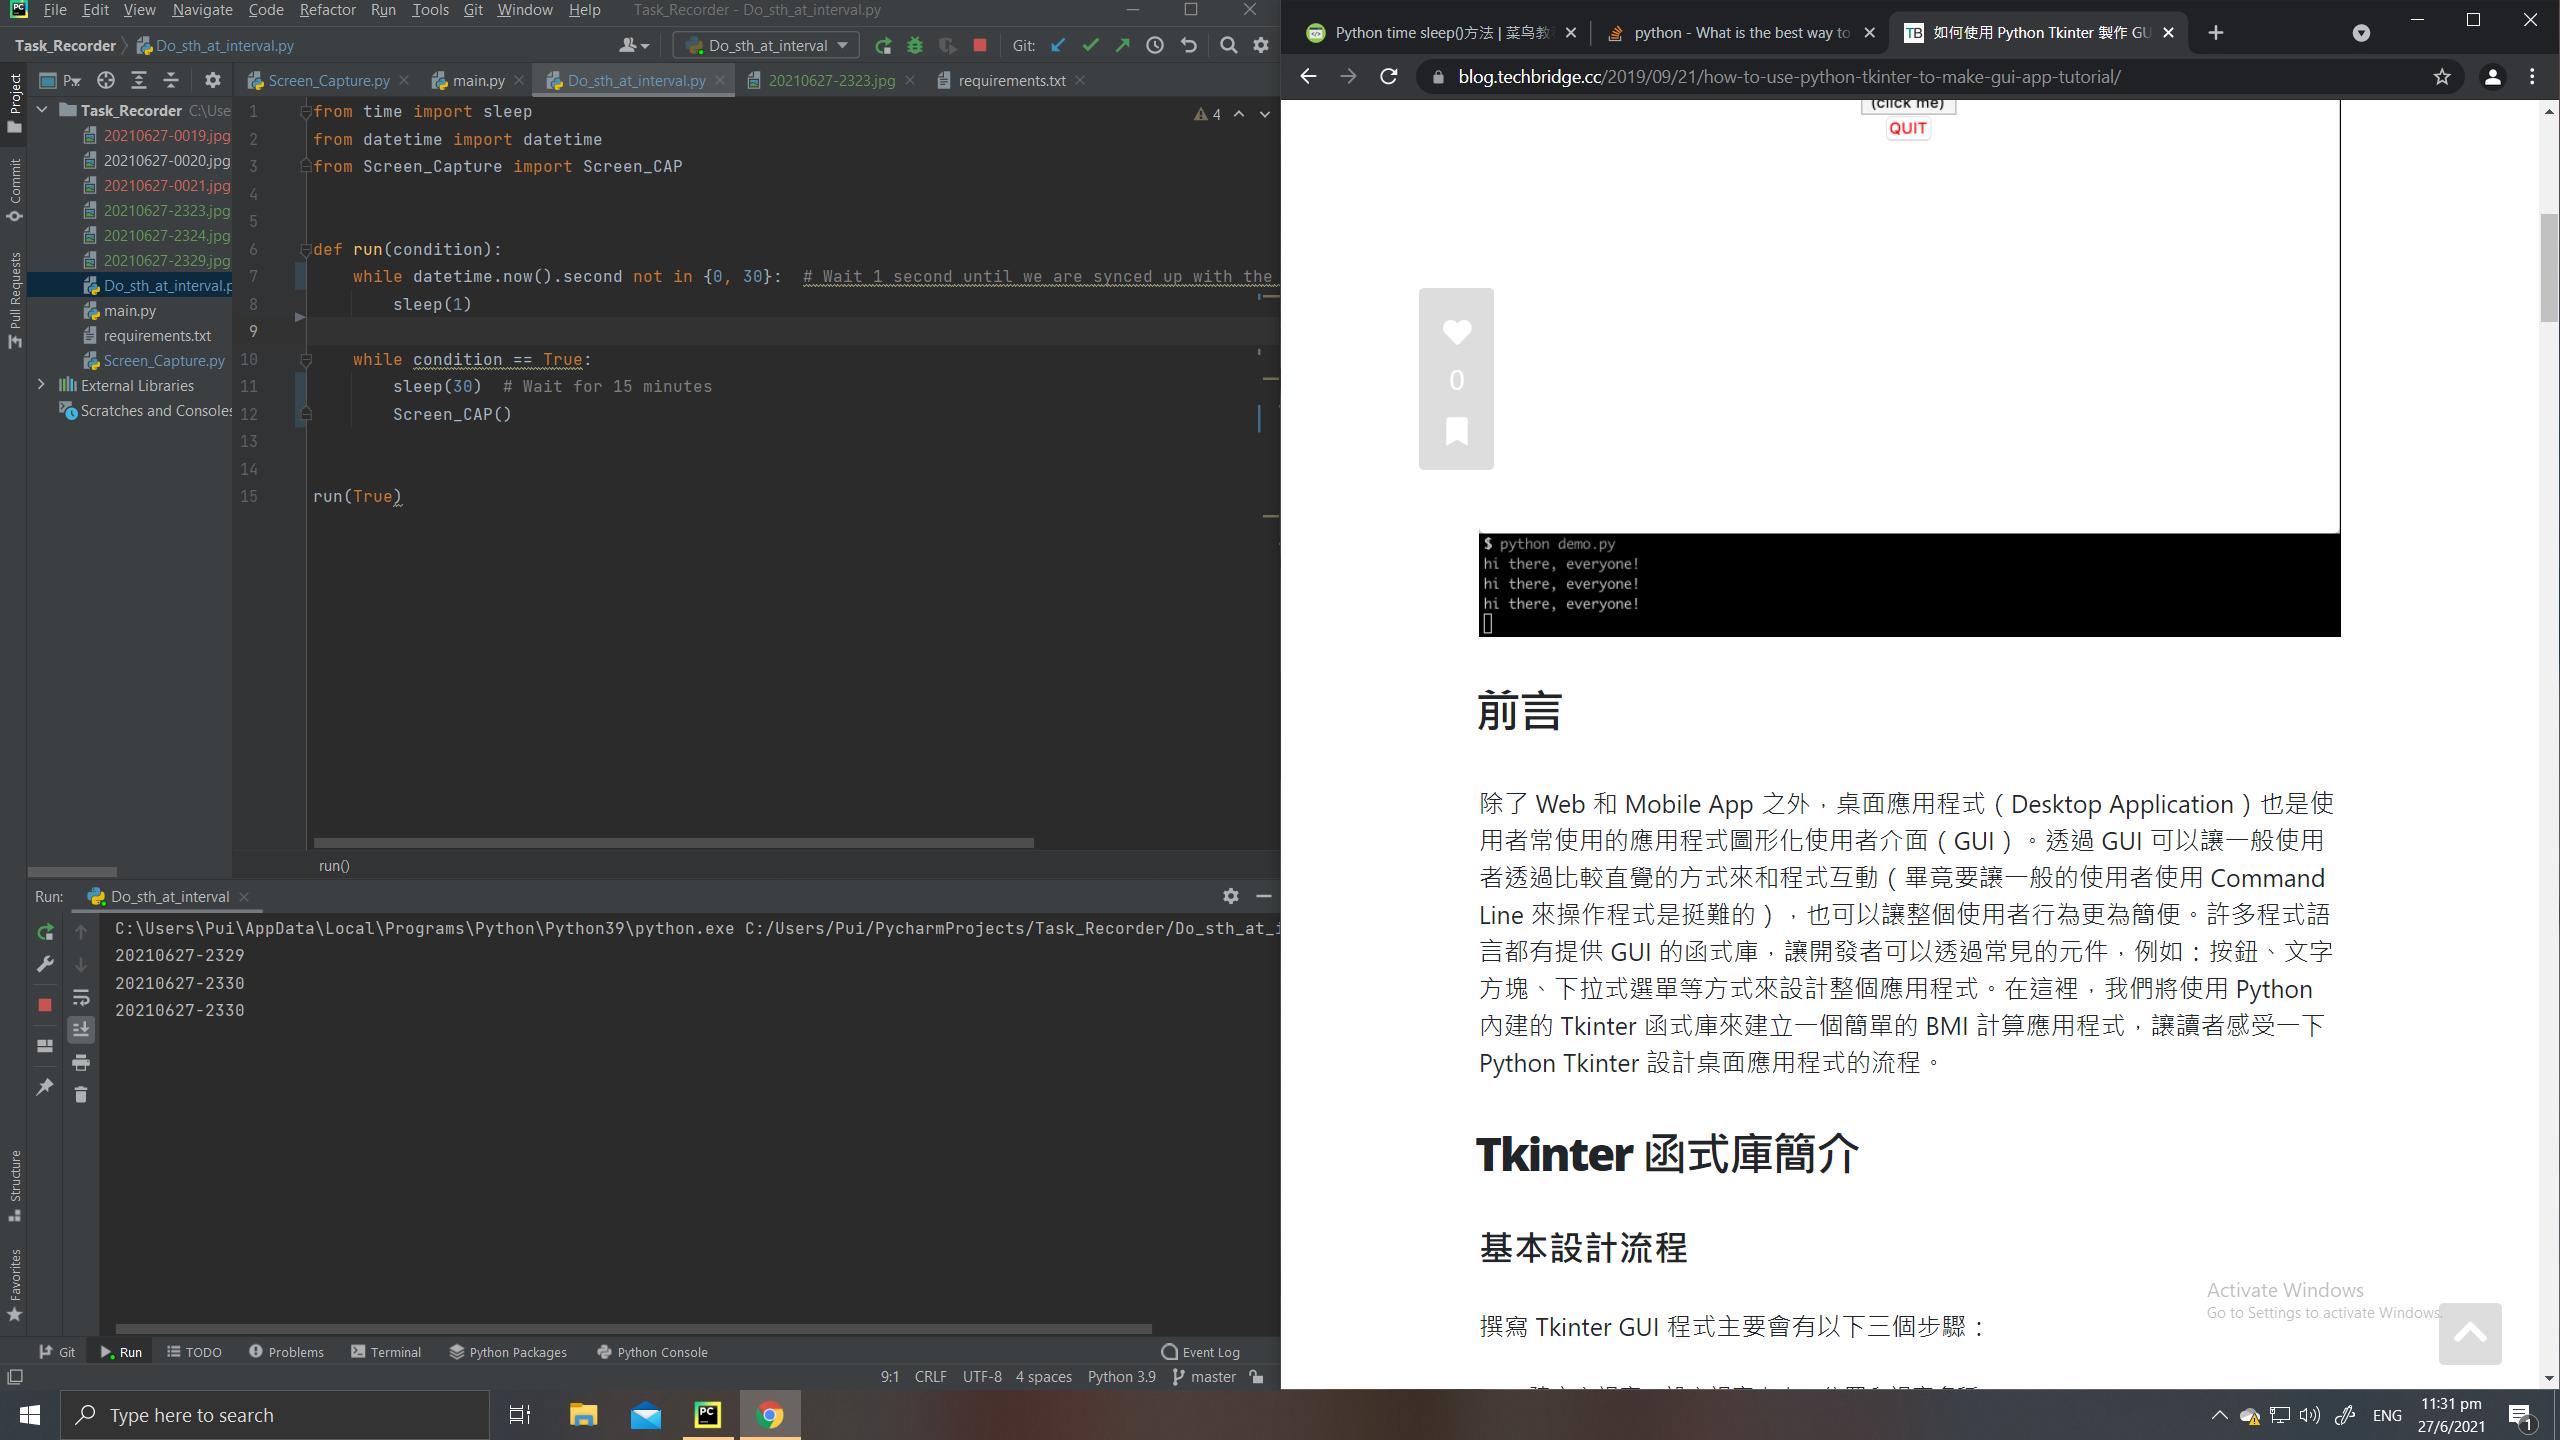 File Edit View Navigate Code Refactor Run Tools Git Window Help Task_Recorder - Do_sth_at_interval.py
Task_Recorder Do_sth_at_interval.py Do_sth_at_interval Git:
Project
Commit
Pull Requests
Structure
Favorites
P
Task_Recorder C:\Use
20210627-0019.jpg
20210627-0020.jpg
20210627-0021.jpg
20210627-2323.jpg
20210627-2324.jpg
20210627-2329.jpg
Do_sth_at_interval.p
main.py
requirements.txt
Screen_Capture.py
External Libraries
Scratches and Consoles
Screen_Capture.py main.py Do_sth_at_interval.py 20210627-2323.jpg requirements.txt
4
1 from time import sleep
2 from datetime import datetime
3 from Screen_Capture import Screen_CAP
4
5
6 def run(condition):
7 while datetime.now().second not in {0, 30}: # Wait 1 second until we are synced up with the
8 sleep(1)
9
10 while condition == True:
11 sleep(30) # Wait for 15 minutes
12 Screen_CAP()
13
14
15 run(True)
run()
Run: Do_sth_at_interval
C:\Users\Pui\AppData\Local\Programs\Python\Python39\python.exe C:/Users/Pui/PycharmProjects/Task_Recorder/Do_sth_at_i
20210627-2329
20210627-2330
20210627-2330
Git Run TODO Problems Terminal Python Packages Python Console Event Log
9:1 CRLF UTF-8 4 spaces Python 3.9 master
Python time sleep()方法 | 菜鸟教 python - What is the best way to 如何使用 Python Tkinter 製作 GU
blog.techbridge.cc/2019/09/21/how-to-use-python-tkinter-to-make-gui-app-tutorial/
(click me)
QUIT
0
$ python demo.py
hi there, everyone!
hi there, everyone!
hi there, everyone!
前言
除了 Web 和 Mobile App 之外，桌面應用程式（Desktop Application）也是使
用者常使用的應用程式圖形化使用者介面（GUI）。透過 GUI 可以讓一般使用
者透過比較直覺的方式來和程式互動（畢竟要讓一般的使用者使用 Command
Line 來操作程式是挺難的），也可以讓整個使用者行為更為簡便。許多程式語
言都有提供 GUI 的函式庫，讓開發者可以透過常見的元件，例如：按鈕、文字
方塊、下拉式選單等方式來設計整個應用程式。在這裡，我們將使用 Python
內建的 Tkinter 函式庫來建立一個簡單的 BMI 計算應用程式，讓讀者感受一下
Python Tkinter 設計桌面應用程式的流程。
Tkinter 函式庫簡介
基本設計流程
撰寫 Tkinter GUI 程式主要會有以下三個步驟：
Activate Windows
Go to Settings to activate Windows.
Type here to search
ENG
11:31 pm
27/6/2021
1